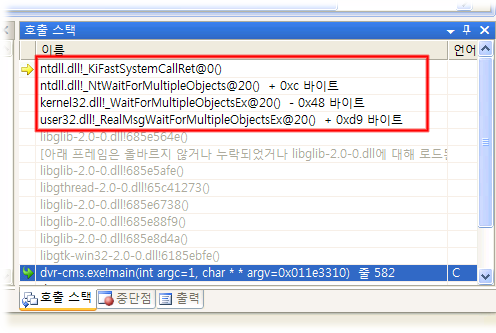 호출 스택
이름 언어
ntdll.dll!_KiFastSystemCallRet@0()
ntdll.dll!_NtWaitForMultipleObjects@20() + 0xc 바이트
kernel32.dll!_WaitForMultipleObjectsEx@20() - 0x48 바이트
user32.dll!_RealMsgWaitForMultipleObjectsEx@20() + 0xd9 바이트
libglib-2.0-0.dll!685e564e()
[아래 프레임은 올바르지 않거나 누락되었거나 libglib-2.0-0.dll에 대해 로드된
libglib-2.0-0.dll!685e5afe()
libgthread-2.0-0.dll!65c41273()
libglib-2.0-0.dll!685e6738()
libglib-2.0-0.dll!685e88f9()
libglib-2.0-0.dll!685e8d4a()
libgtk-win32-2.0-0.dll!6185ebfe()
dvr-cms.exe!main(int argc=1, char * * argv=0x011e3310) 줄 582 C
호출 스택 중단점 출력